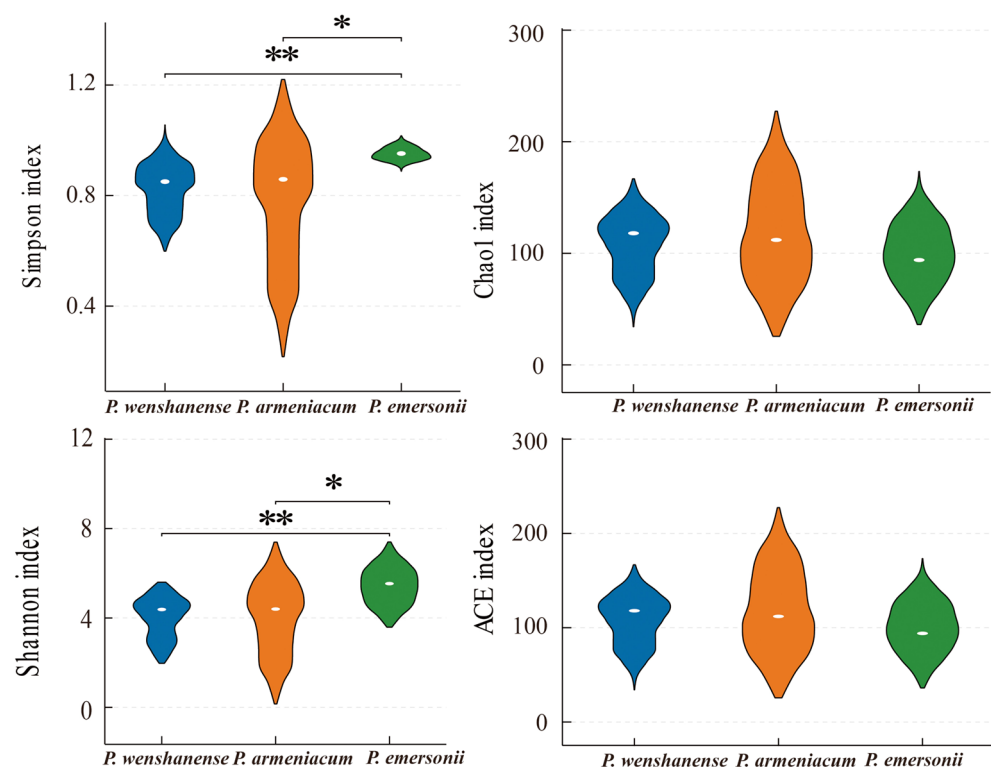 *
**
1.2
0.8
0.4
Simpson index
P. wenshanense P. armeniacum P. emersonii
300
200
100
0
Chao1 index
P. wenshanense P. armeniacum P. emersonii
12
8
4
0
*
**
Shannon index
P. wenshanense P. armeniacum P. emersonii
300
200
100
0
ACE index
P. wenshanense P. armeniacum P. emersonii